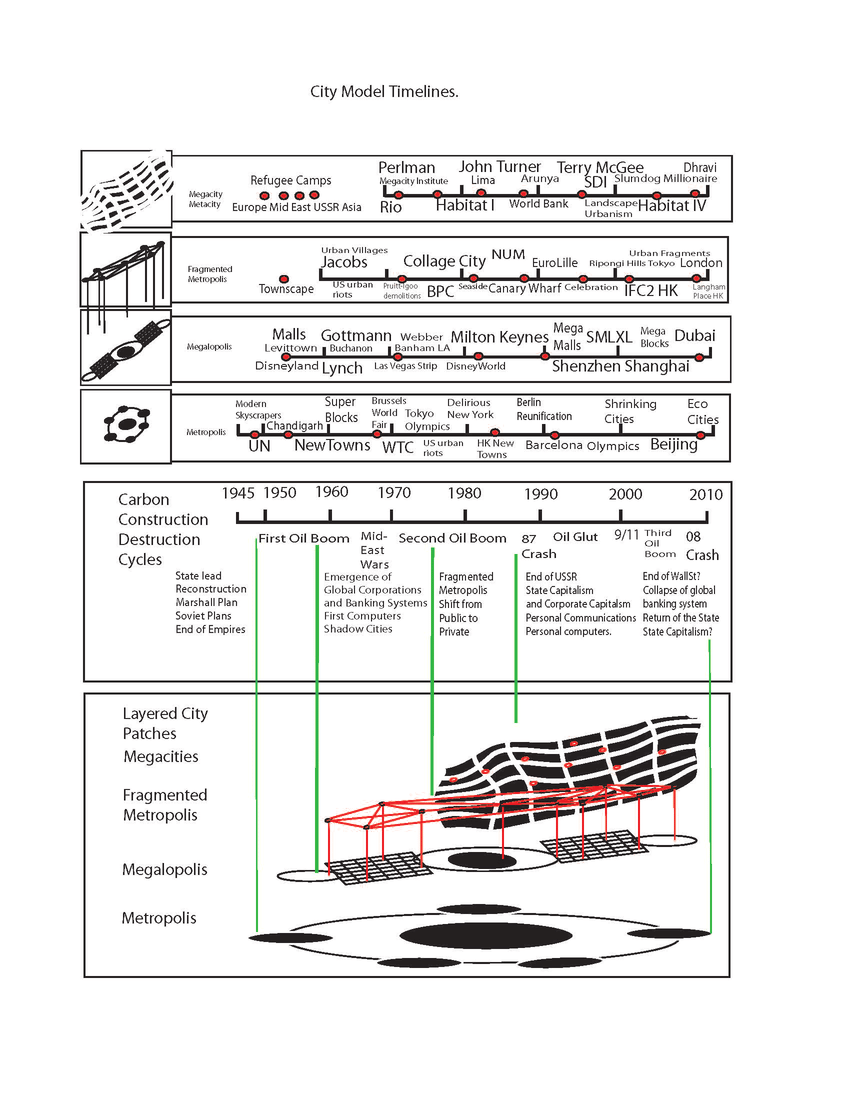 City Model Timelines.
Perlman John Turner Terry McGee Dhravi
Refugee Camps Megacity Institute Lima Arunya SDI Slumdog Millionaire
Megacity
Metacity
Europe Mid East USSR Asia Rio Habitat I World Bank Landscape Habitat IV
Urbanism
Urban Villages NUM Urban Fragments
Jacobs Collage City EuroLille Ripongi Hills Tokyo London
Fragmented
Metropolis
Townscape US urban Pruitt-Igoo BPC Seaside Canary Wharf Celebration IFC2 HK Langham
riots demolitions Place HK
Malls Gottmann Webber Milton Keynes Mega SMLXL Mega Dubai
Malls Blocks
Levittown Buchanon Banham LA
Megalopolis
Disneyland Lynch Las Vegas Strip DisneyWorld Shenzhen Shanghai
Modern Super Brussels Delirious Berlin Shrinking Eco
Skyscrapers Blocks World Tokyo New York Reunification Cities Cities
Chandigarh Fair Olympics
Metropolis
UN NewTowns WTC US urban HK New Barcelona Olympics Beijing
riots Towns
Carbon
Construction
Destruction
Cycles
1945 1950 1960 1970 1980 1990 2000 2010
First Oil Boom Mid- Second Oil Boom 87 Oil Glut 9/11 Third 08
East Crash Oil Crash
Wars Boom
State lead
Reconstruction
Marshall Plan
Soviet Plans
End of Empires
Emergence of
Global Corporations
and Banking Systems
First Computers
Shadow Cities
Fragmented
Metropolis
Shift from
Public to
Private
End of USSR
State Capitalism
and Corporate Capitalsm
Personal Communications
Personal computers.
End of WallSt?
Collapse of global
banking system
Return of the State
State Capitalism?
Layered City
Patches
Megacities
Fragmented
Metropolis
Megalopolis
Metropolis